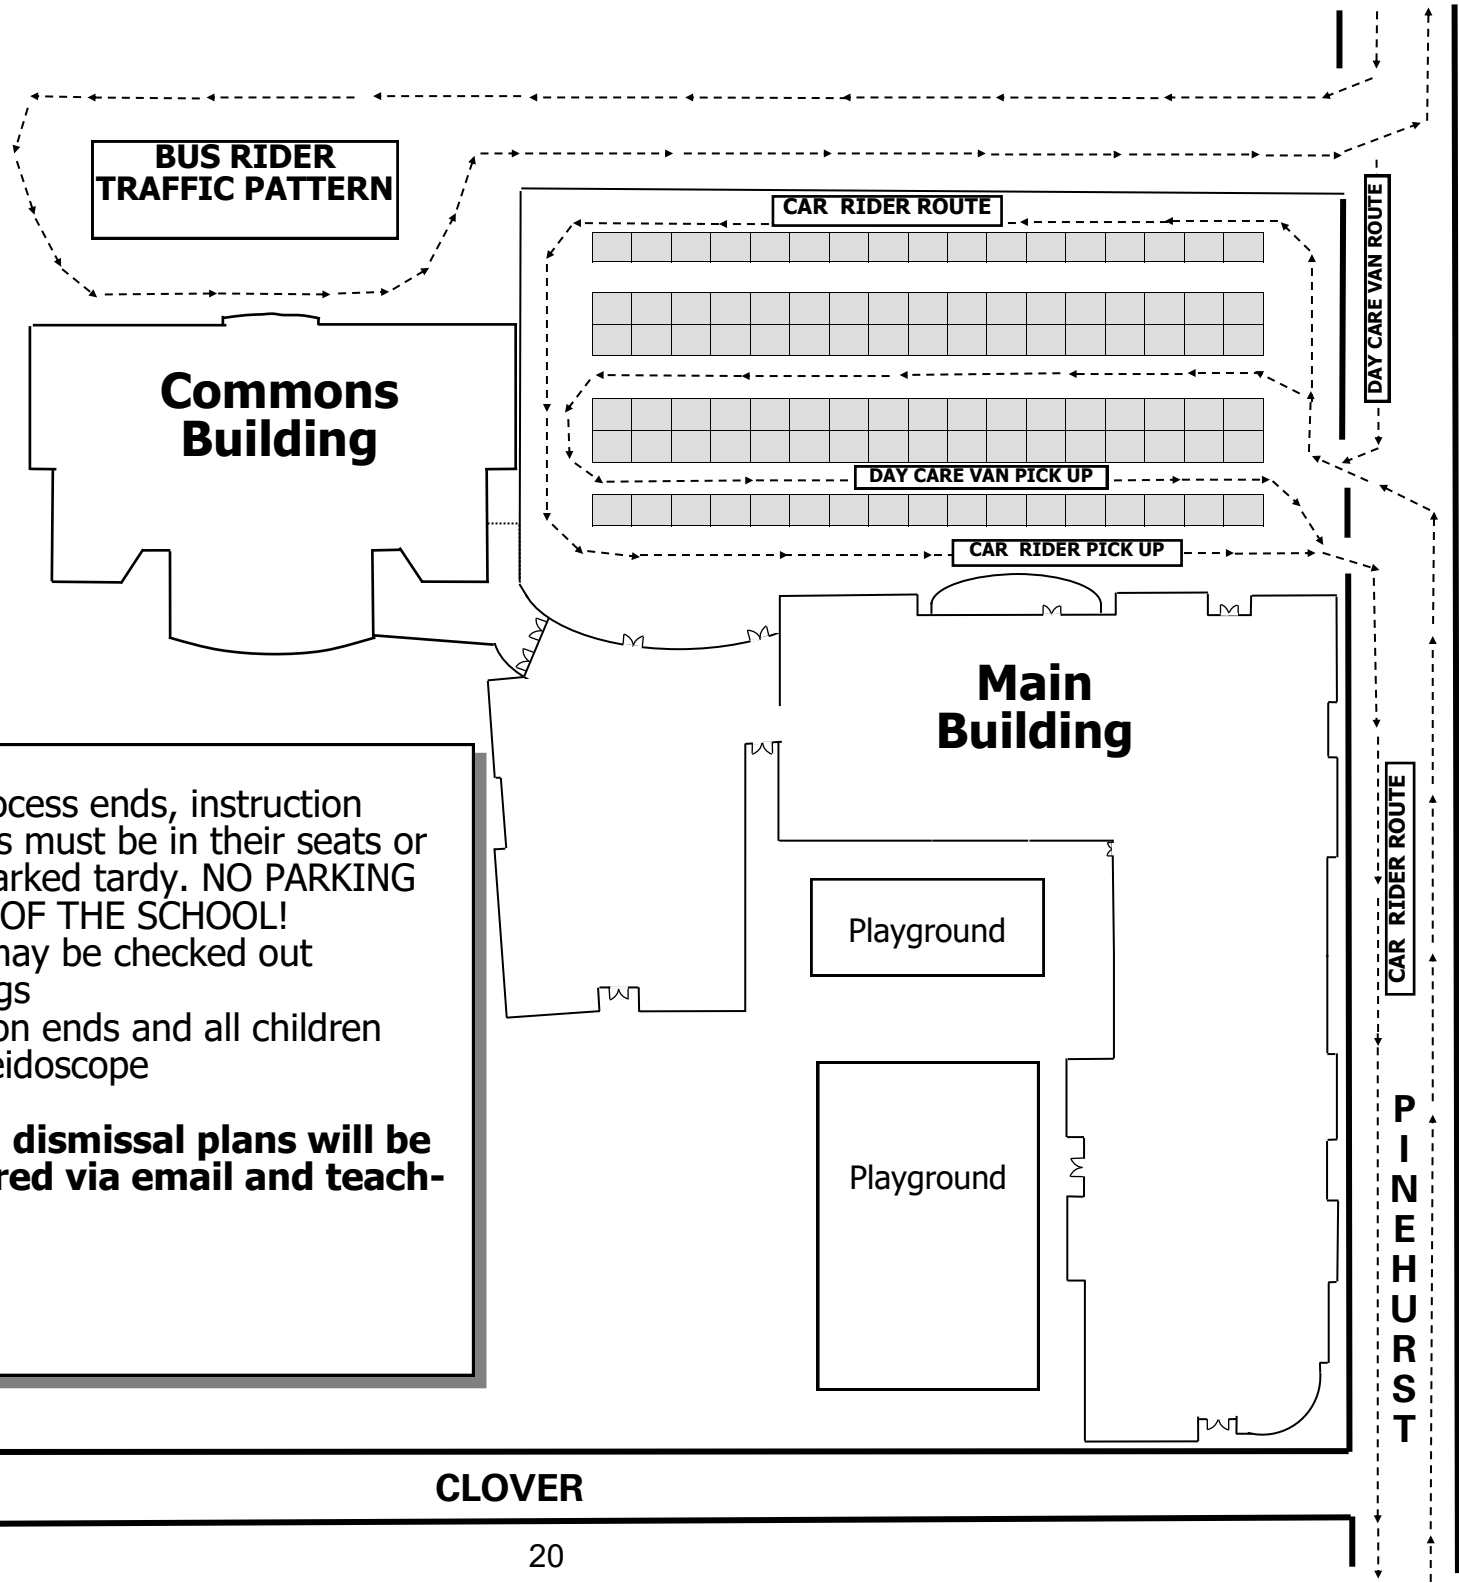 BUS RIDER
TRAFFIC PATTERN
CAR RIDER ROUTE
DAY CARE VAN ROUTE
Commons
Building
DAY CARE VAN PICK UP
CAR RIDER PICK UP
Main
Building
CAR RIDER ROUTE
ocess ends, instruction
s must be in their seats or
arked tardy. NO PARKING
OF THE SCHOOL!
may be checked out
gs
on ends and all children
eidoscope
dismissal plans will be
red via email and teach-
Playground
Playground
PINEHURST
CLOVER
20